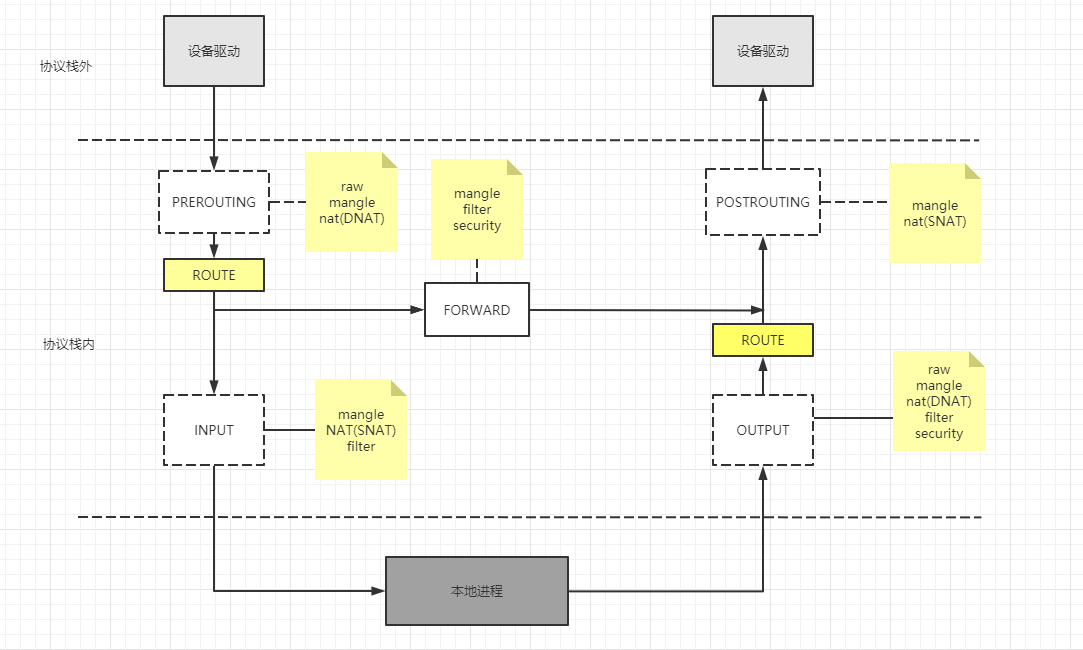 设备驱动
设备驱动
协议栈外
PREROUTING
raw
mangle
nat(DNAT)
mangle
filter
security
POSTROUTING
mangle
nat(SNAT)
ROUTE
FORWARD
ROUTE
协议栈内
INPUT
mangle
NAT(SNAT)
filter
OUTPUT
raw
mangle
nat(DNAT)
filter
security
本地进程